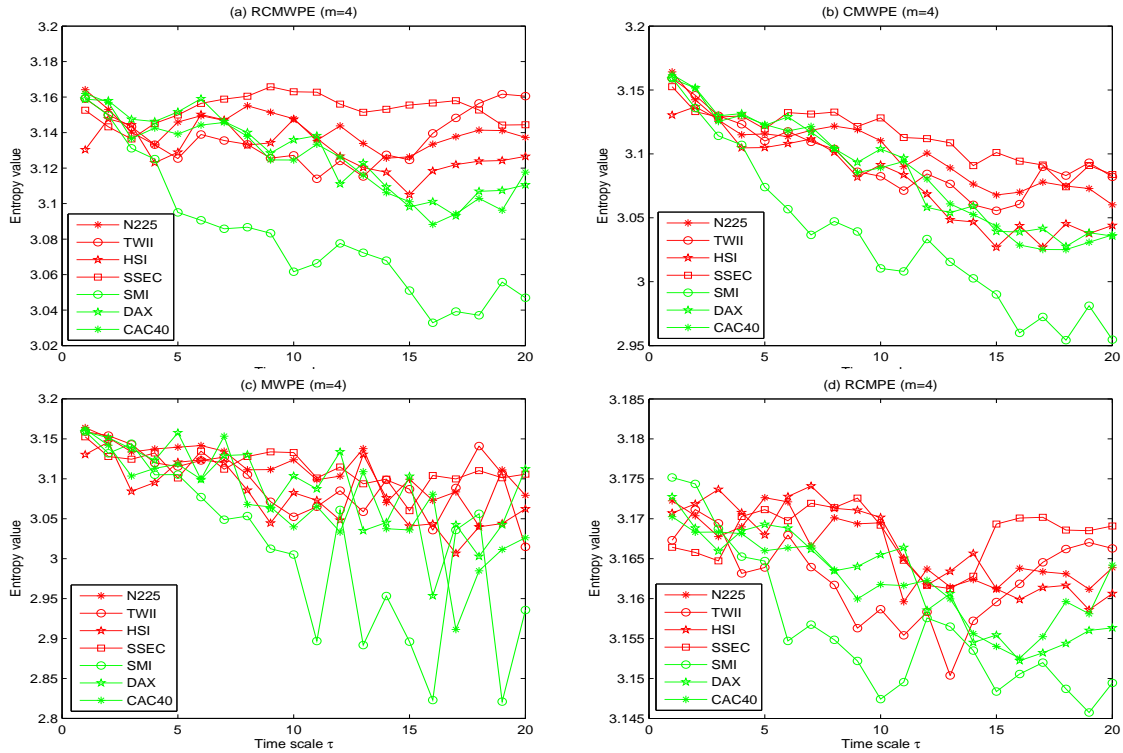 (a) RCMWPE (m=4)
3.2
3.18
3.16
3.14
3.12
3.1
3.08
3.06
3.04
3.02
Entropy value
N225
TWII
HSI
SSEC
SMI
DAX
CAC40
0
5
10
15
20
(b) CMWPE (m=4)
3.2
3.15
3.1
3.05
3
2.95
Entropy value
N225
TWII
HSI
SSEC
SMI
DAX
CAC40
0
5
10
15
20
(c) MWPE (m=4)
3.2
3.15
3.1
3.05
3
2.95
2.9
2.85
2.8
Entropy value
N225
TWII
HSI
SSEC
SMI
DAX
CAC40
0
5
10
15
20
Time scale τ
(d) RCMPE (m=4)
3.185
3.18
3.175
3.17
3.165
3.16
3.155
3.15
3.145
Entropy value
N225
TWII
HSI
SSEC
SMI
DAX
CAC40
0
5
10
15
20
Time scale τ